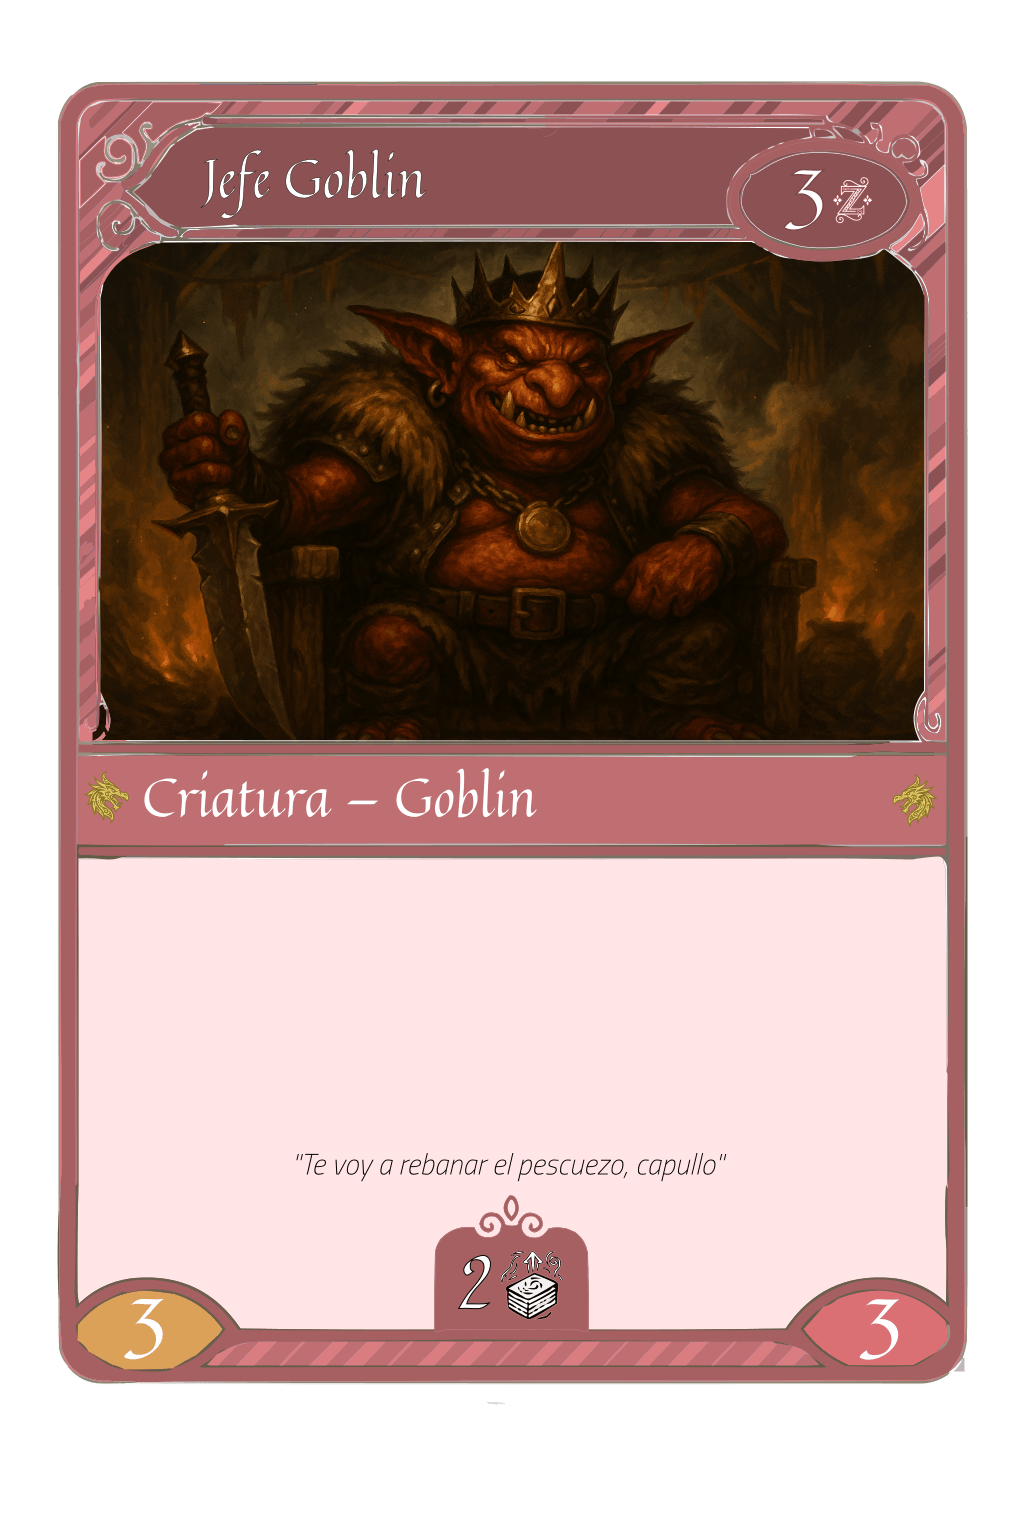 Jefe Goblin
3 Z
Criatura – Goblin
"Te voy a rebanar el pescuezo, capullo"
2
3
3